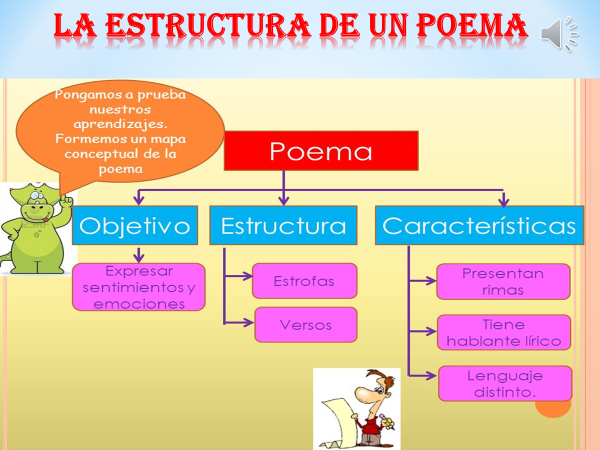 LA ESTRUCTURA DE UN POEMA
Pongamos a prueba
nuestros
aprendizajes.
Formemos un mapa
conceptual de la
poema
Poema
Objetivo
Estructura
Características
Expresar
sentimientos y
emociones
Estrofas
Versos
Presentan
rimas
Tiene
hablante lírico
Lenguaje
distinto.